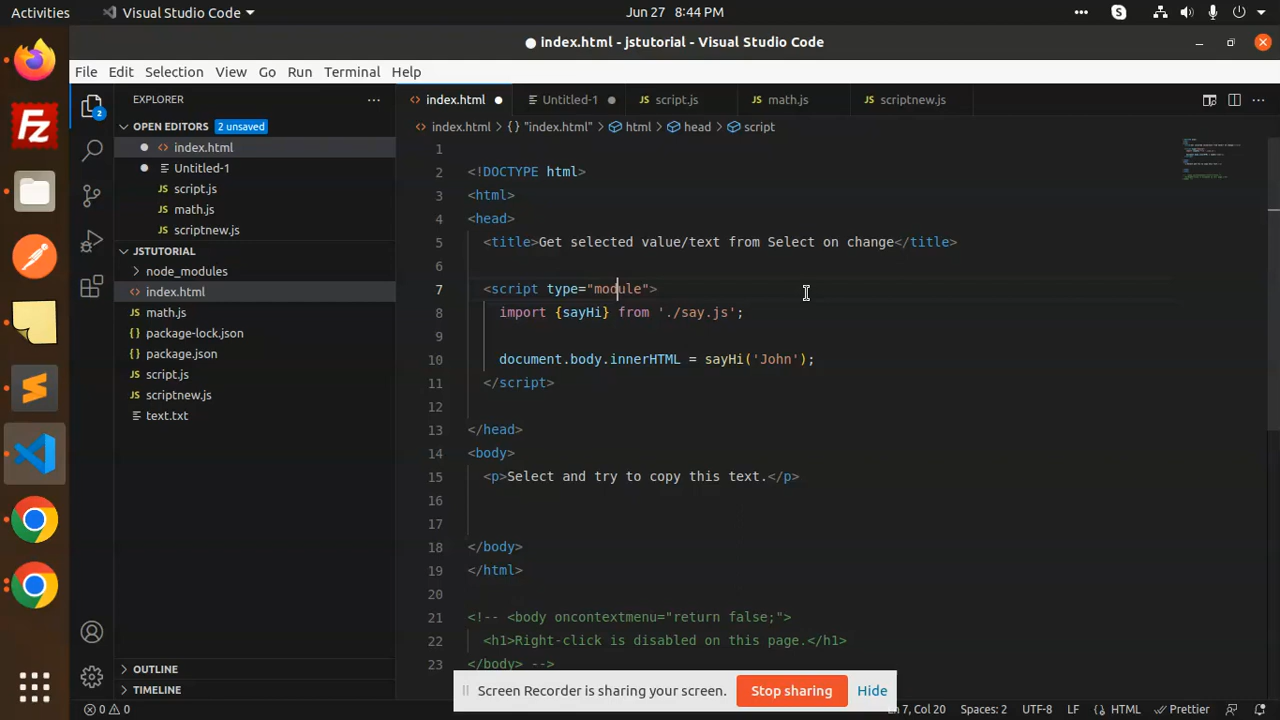 Activities
Visual Studio Code
Jun 27 8:44 PM
index.html - jstutorial - Visual Studio Code
File Edit Selection View Go Run Terminal Help
EXPLORER
index.html
Untitled-1
script.js
math.js
scriptnew.js
OPEN EDITORS 2 unsaved
index.html > {} "index.html" > html > head > script
index.html
Untitled-1
script.js
math.js
scriptnew.js
JSTUTORIAL
node_modules
index.html
math.js
package-lock.json
package.json
script.js
scriptnew.js
text.txt
OUTLINE
TIMELINE
1
2 <!DOCTYPE html>
3 <html>
4 <head>
5 <title>Get selected value/text from Select on change</title>
6
7 <script type="module">
8 import {sayHi} from './say.js';
9
10 document.body.innerHTML = sayHi('John');
11 </script>
12
13 </head>
14 <body>
15 <p>Select and try to copy this text.</p>
16
17
18 </body>
19 </html>
20
21 <!-- <body oncontextmenu="return false;">
22 <h1>Right-click is disabled on this page.</h1>
23 </body> -->
Screen Recorder is sharing your screen. Stop sharing Hide
0 0
Ln 7, Col 20 Spaces: 2 UTF-8 LF {} HTML Prettier